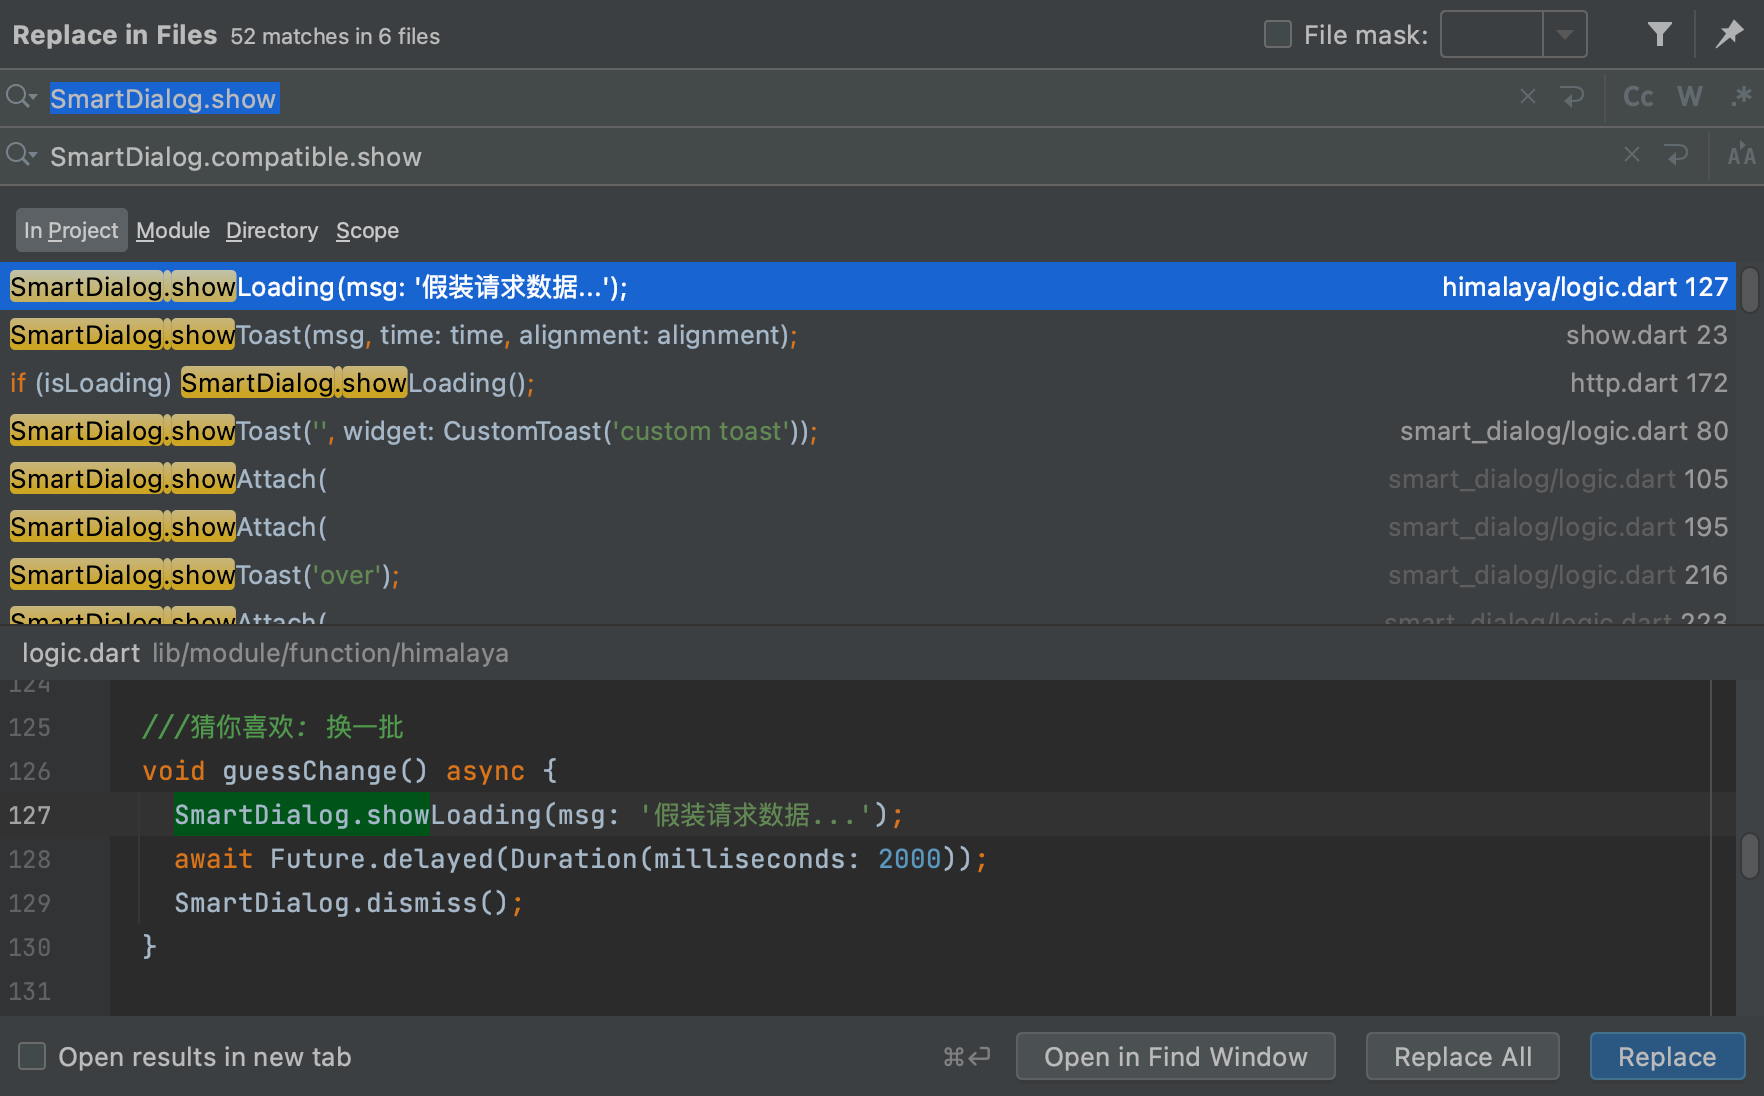 Replace in Files 52 matches in 6 files File mask:
SmartDialog.show Cc W .*
SmartDialog.compatible.show AA
In Project Module Directory Scope
SmartDialog.showLoading(msg: '假装请求数据...'); himalaya/logic.dart 127
SmartDialog.showToast(msg, time: time, alignment: alignment); show.dart 23
if (isLoading) SmartDialog.showLoading(); http.dart 172
SmartDialog.showToast('', widget: CustomToast('custom toast')); smart_dialog/logic.dart 80
SmartDialog.showAttach( smart_dialog/logic.dart 105
SmartDialog.showAttach( smart_dialog/logic.dart 195
SmartDialog.showToast('over'); smart_dialog/logic.dart 216
SmartDialog.showAttach( smart_dialog/logic.dart 223
logic.dart lib/module/function/himalaya
124
125 ///猜你喜欢: 换一批
126 void guessChange() async {
127 SmartDialog.showLoading(msg: '假装请求数据...');
128 await Future.delayed(Duration(milliseconds: 2000));
129 SmartDialog.dismiss();
130 }
131
Open results in new tab ⌘↩ Open in Find Window Replace All Replace